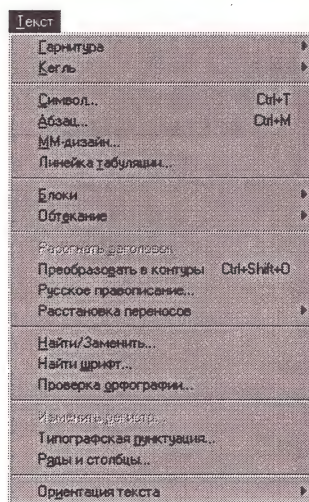 Текст
Гарнитура
Кегль
Символ... Ctrl+T
Абзац... Ctrl+M
ММ-дизайн...
Линейка табуляции...
Блоки
Обтекание
Разогнать заголовок
Преобразовать в контуры Ctrl+Shift+O
Русское правописание...
Расстановка переносов
Найти/Заменить...
Найти шрифт...
Проверка орфографии...
Изменить регистр...
Типографская пунктуация...
Ряды и столбцы...
Ориентация текста